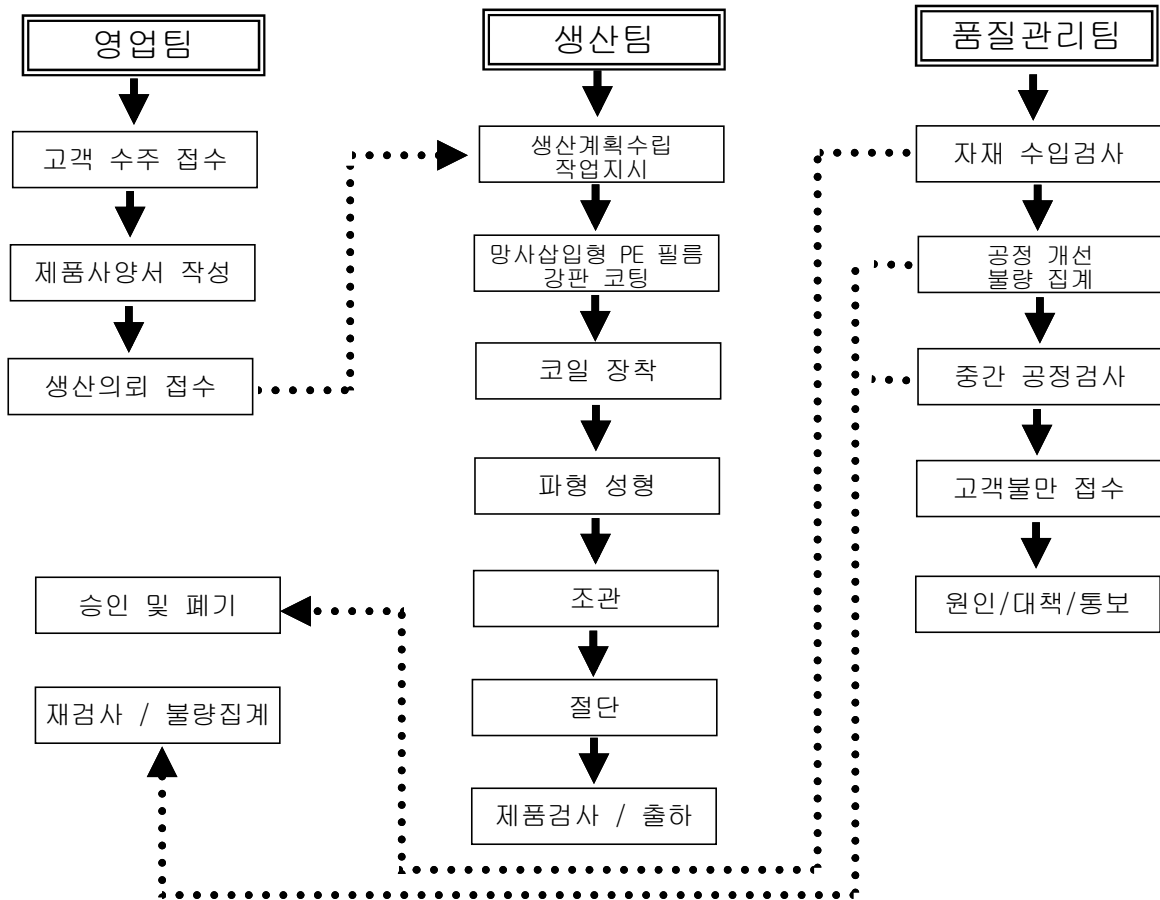 영업팀
고객 수주 접수
제품사양서 작성
생산의뢰 접수
승인 및 폐기
재검사 / 불량집계
생산팀
생산계획수립
작업지시
망사삽입형 PE 필름
강판 코팅
코일 장착
파형 성형
조관
절단
제품검사 / 출하
품질관리팀
자재 수입검사
공정 개선
불량 집계
중간 공정검사
고객불만 접수
원인/대책/통보